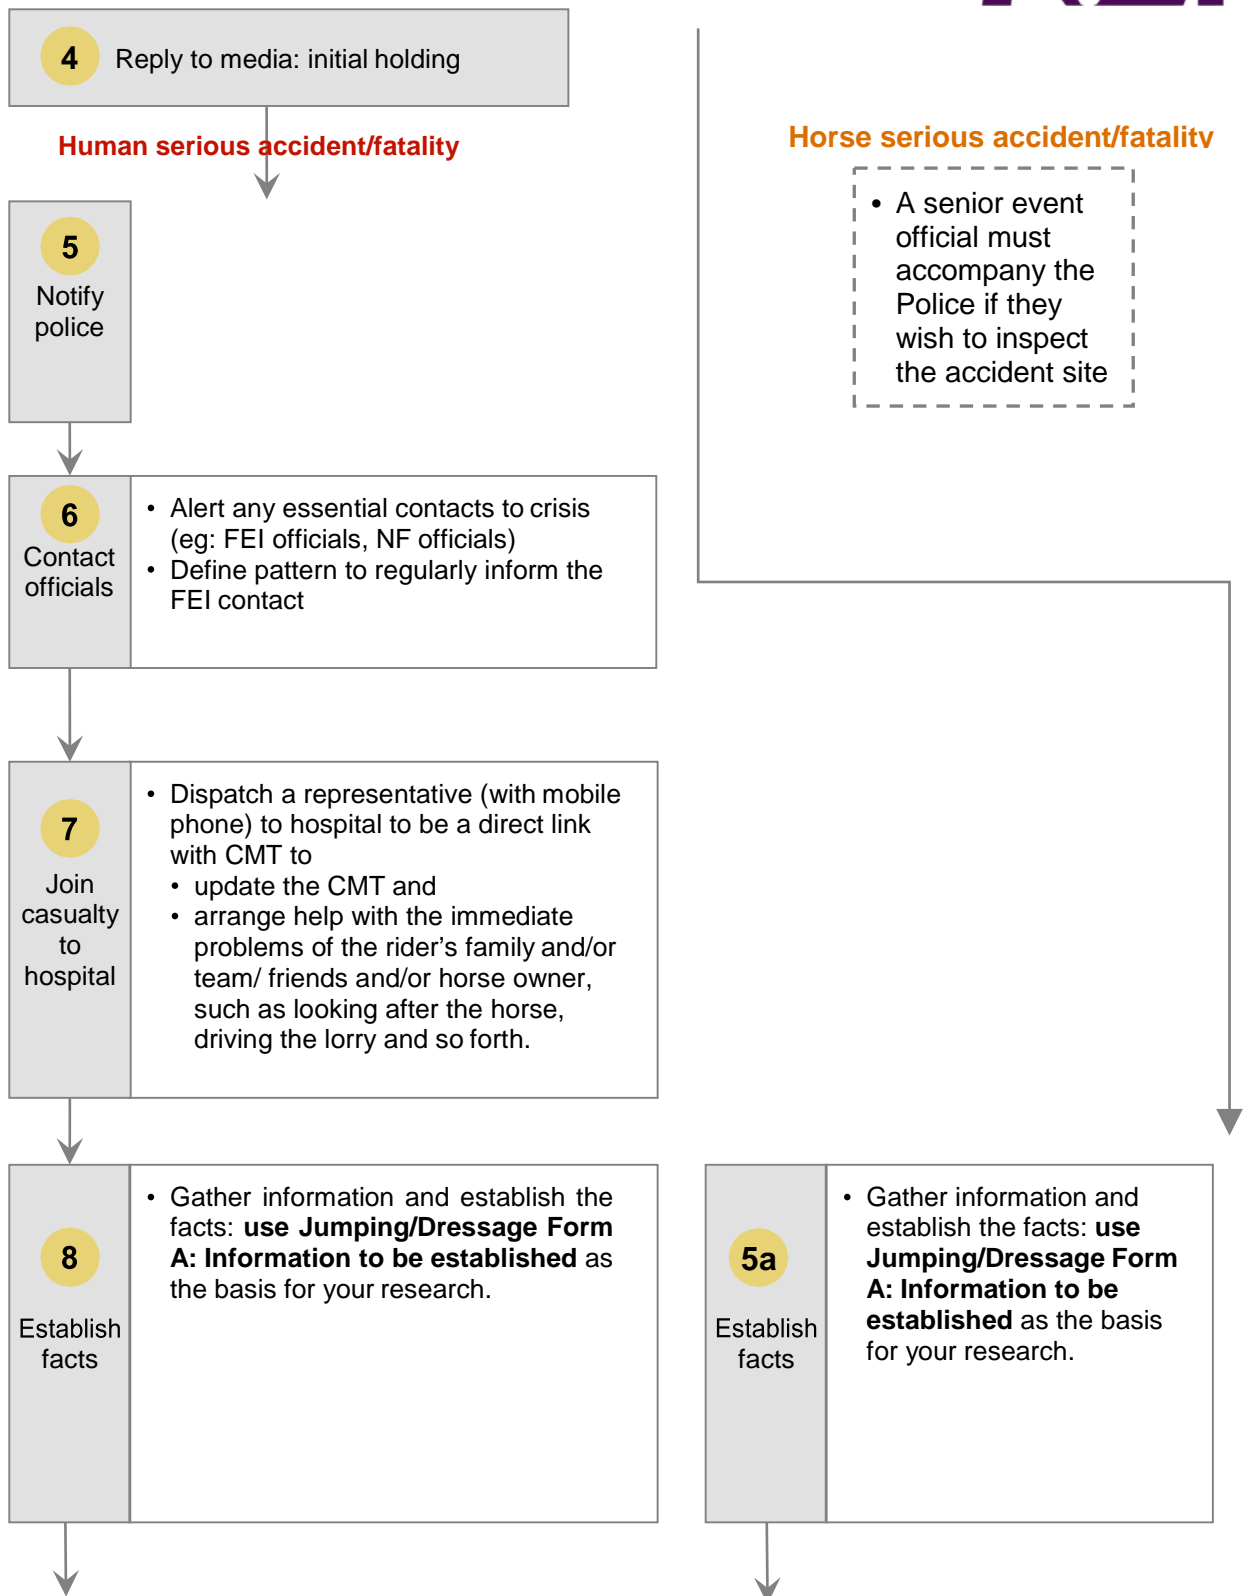 4 Reply to media: initial holding
Human serious accident/fatality
Horse serious accident/fatality
• A senior event
official must
accompany the
Police if they
wish to inspect
the accident site
5
Notify
police
6
Contact
officials
• Alert any essential contacts to crisis
(eg: FEI officials, NF officials)
• Define pattern to regularly inform the
FEI contact
7
Join
casualty
to
hospital
• Dispatch a representative (with mobile
phone) to hospital to be a direct link
with CMT to
• update the CMT and
• arrange help with the immediate
problems of the rider’s family and/or
team/ friends and/or horse owner,
such as looking after the horse,
driving the lorry and so forth.
8
Establish
facts
• Gather information and establish the
facts: use Jumping/Dressage Form
A: Information to be established as
the basis for your research.
5a
Establish
facts
• Gather information and
establish the facts: use
Jumping/Dressage Form
A: Information to be
established as the basis
for your research.